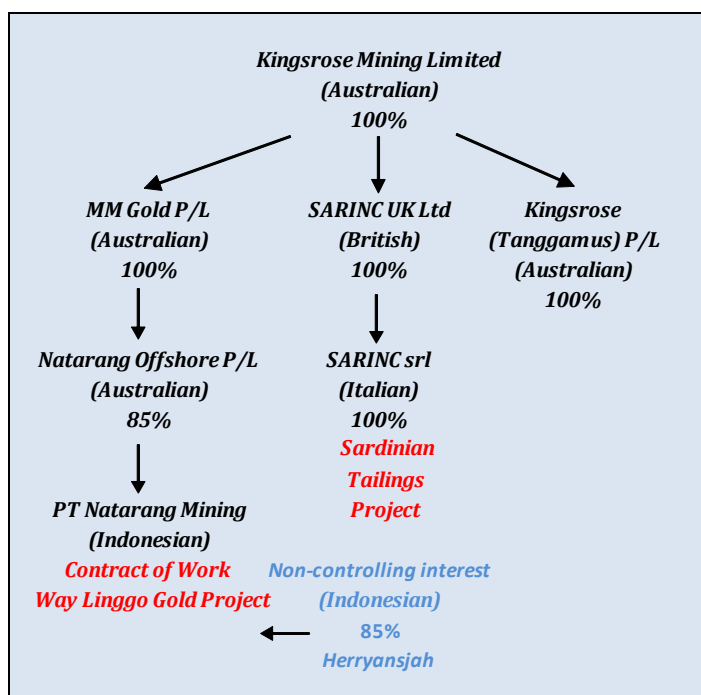 Kingsrose Mining Limited
(Australian)
100%
MM Gold P/L
(Australian)
100%
SARINC UK Ltd
(British)
100%
Kingsrose
(Tanggamus) P/L
(Australian)
100%
Natarang Offshore P/L
(Australian)
85%
SARINC srl
(Italian)
100%
Sardinian
Tailings
Project
PT Natarang Mining
(Indonesian)
Contract of Work
Way Linggo Gold Project
Non-controlling interest
(Indonesian)
85%
Herryansjah